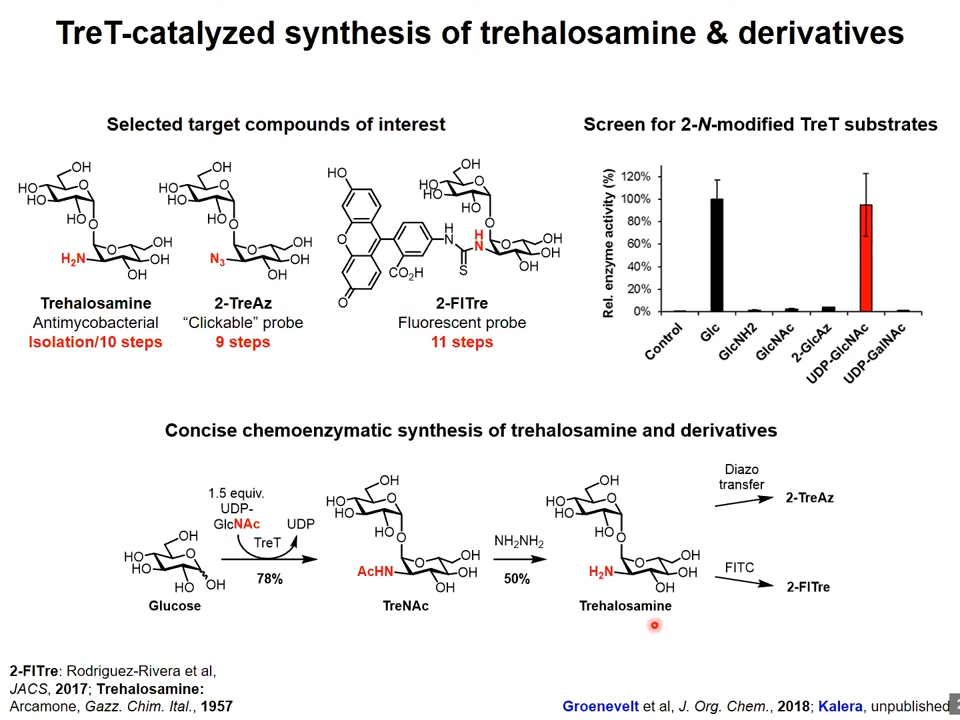 TreT-catalyzed synthesis of trehalosamine & derivatives
Selected target compounds of interest
OH
HO
O
HO
HO
O
O
OH
H₂N
OH
OH
Trehalosamine
Antimycobacterial
Isolation/10 steps
OH
HO
O
HO
HO
O
O
OH
N₃
OH
OH
2-TreAz
“Clickable” probe
9 steps
HO
O
O
CO₂H
H
N
S
H
N
OH
HO
O
HO
HO
O
O
OH
OH
OH
2-FITre
Fluorescent probe
11 steps
Screen for 2-N-modified TreT substrates
Rel. enzyme activity (%)
120%
100%
80%
60%
40%
20%
0%
Control
Glc
GlcNH2
GlcNAc
2-GlcAz
UDP-GlcNAc
UDP-GalNAc
Concise chemoenzymatic synthesis of trehalosamine and derivatives
OH
HO
O
HO
HO
OH
Glucose
1.5 equiv.
UDP-
GlcNAc
UDP
TreT
78%
OH
HO
O
HO
HO
O
O
OH
AcHN
OH
OH
TreNAc
NH₂NH₂
50%
OH
HO
O
HO
HO
O
O
OH
H₂N
OH
OH
Trehalosamine
Diazo
transfer
2-TreAz
FITC
2-FITre
2-FITre: Rodriguez-Rivera et al,
JACS, 2017; Trehalosamine:
Arcamone, Gazz. Chim. Ital., 1957
Groenevelt et al, J. Org. Chem., 2018; Kalera, unpublished